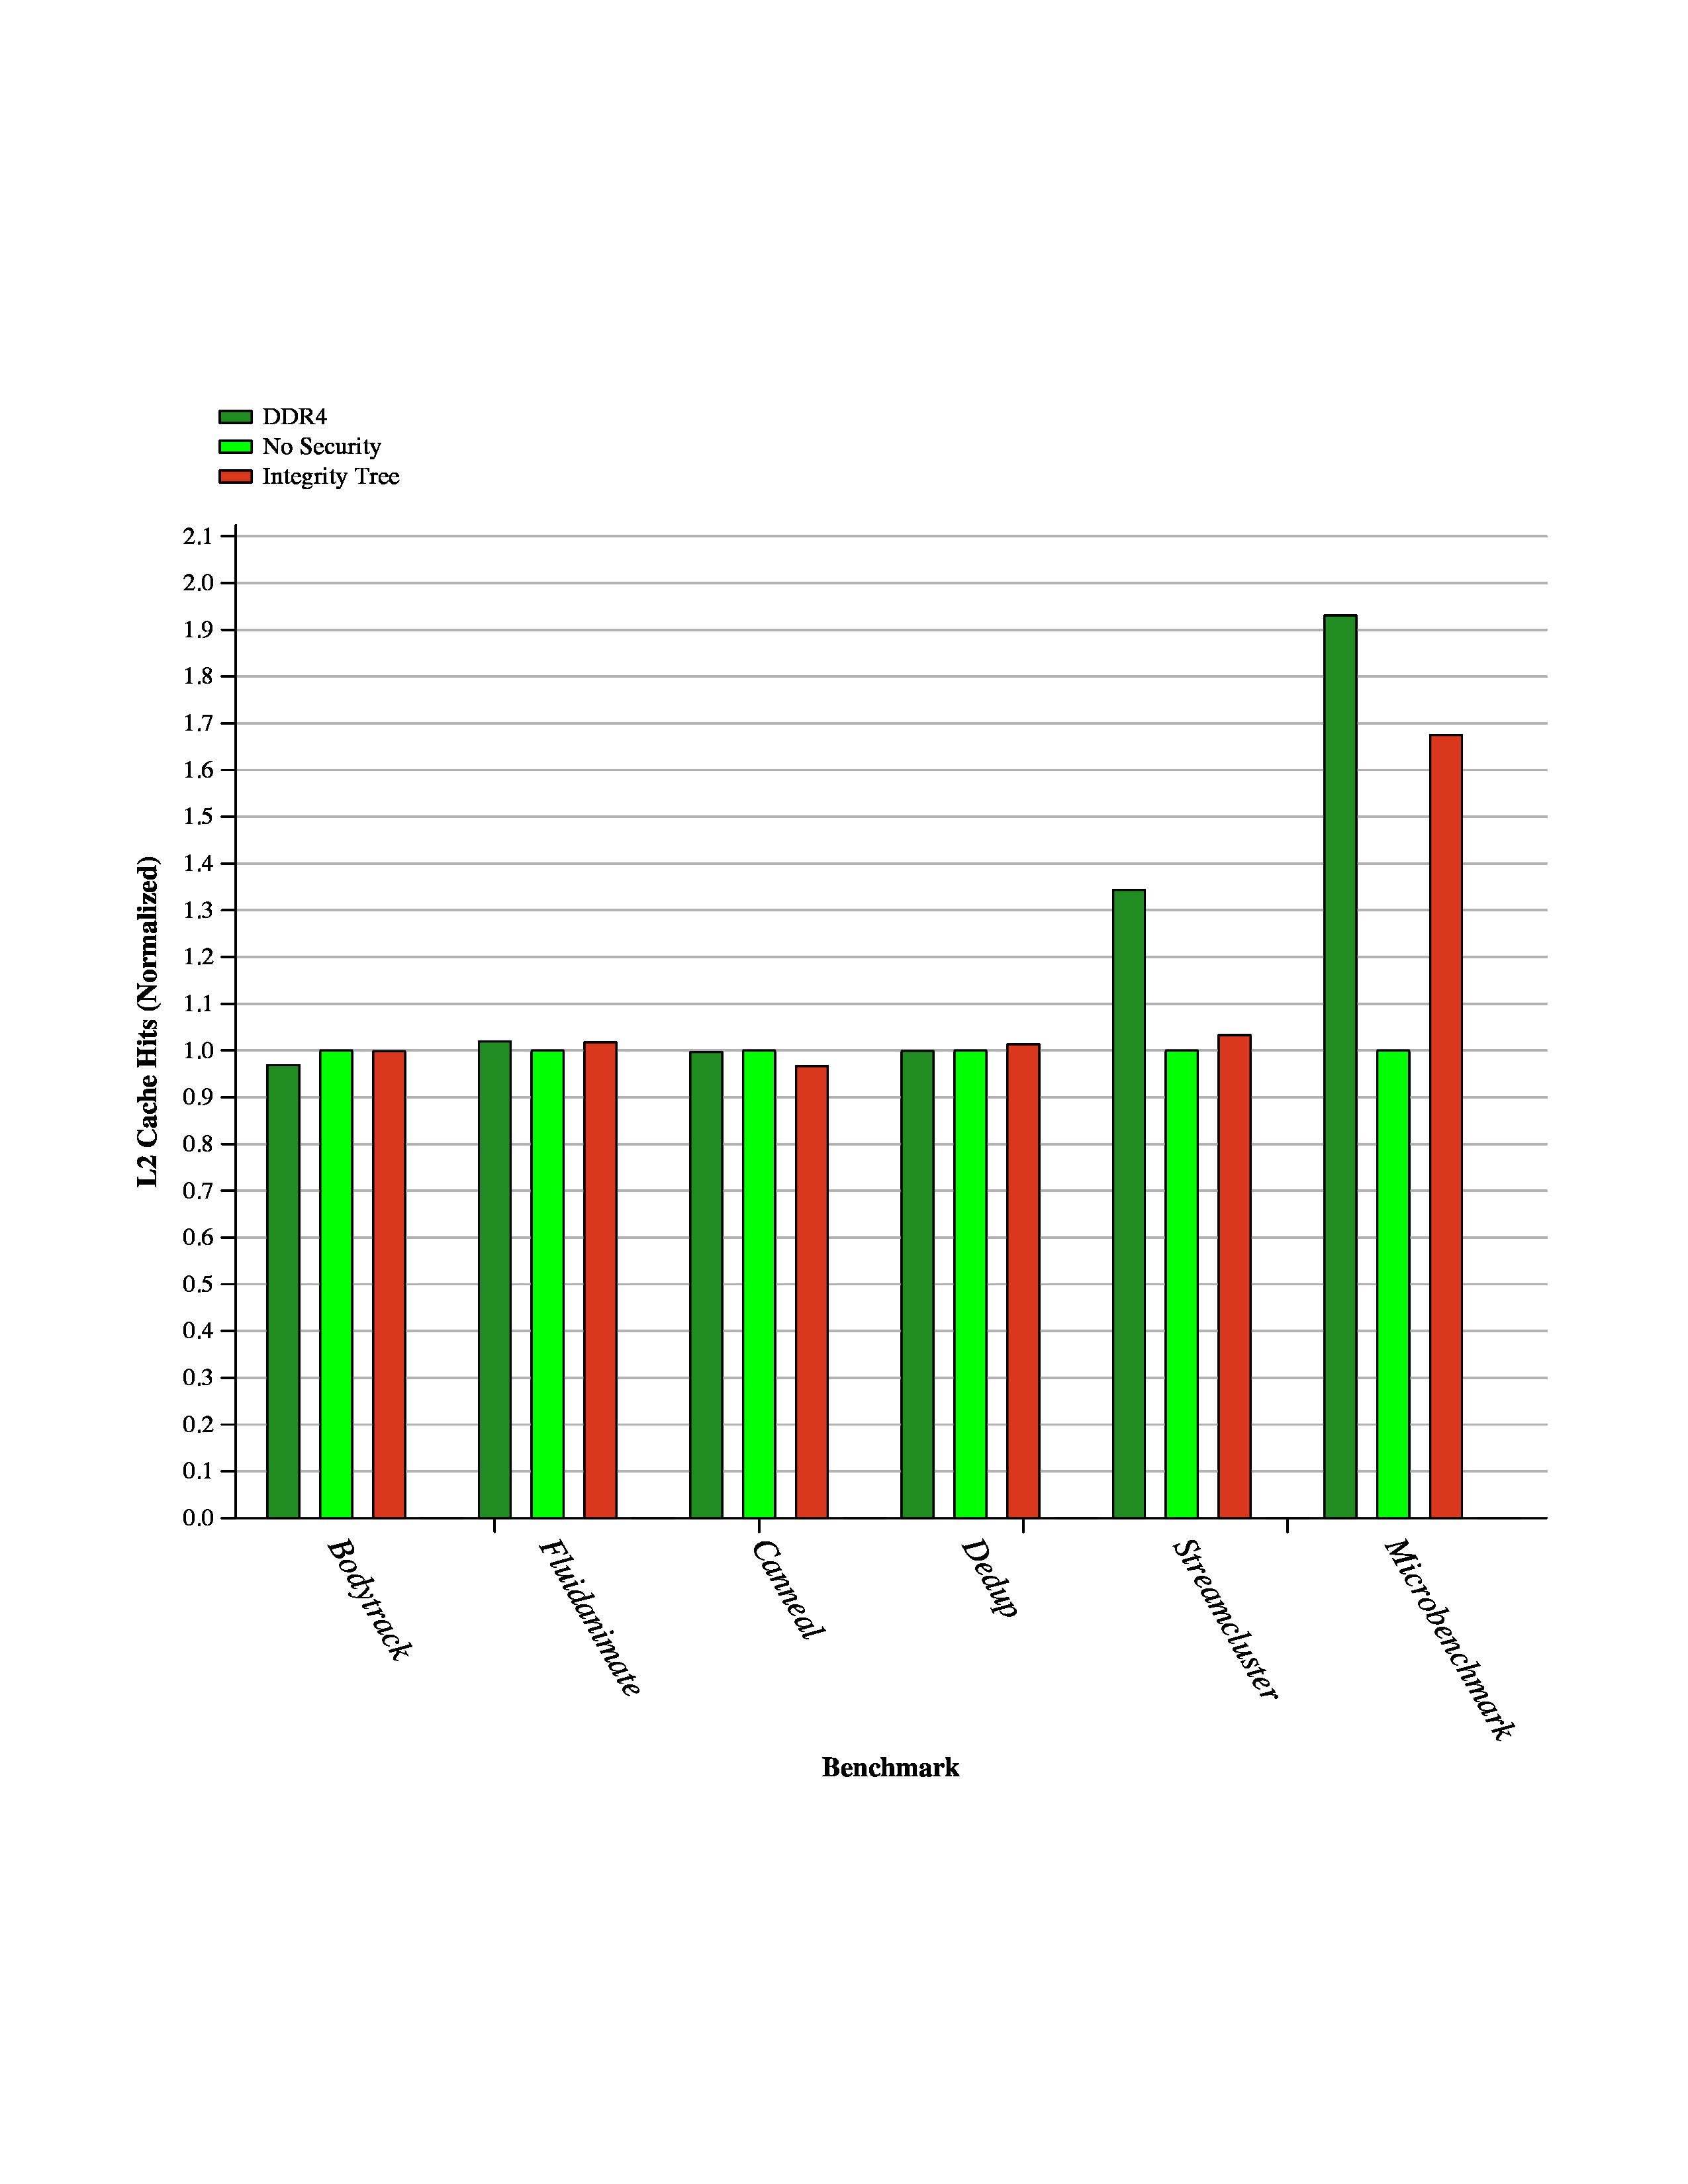 DDR4
No Security
Integrity Tree
2.1
2.0
1.9
1.8
1.7
1.6
1.5
1.4
1.3
1.2
1.1
1.0
0.9
0.8
0.7
0.6
0.5
0.4
0.3
0.2
0.1
0.0
L2 Cache Hits (Normalized)
Bodytrack
Fluidanimate
Canneal
Dedup
Streamcluster
Microbenchmark
Benchmark